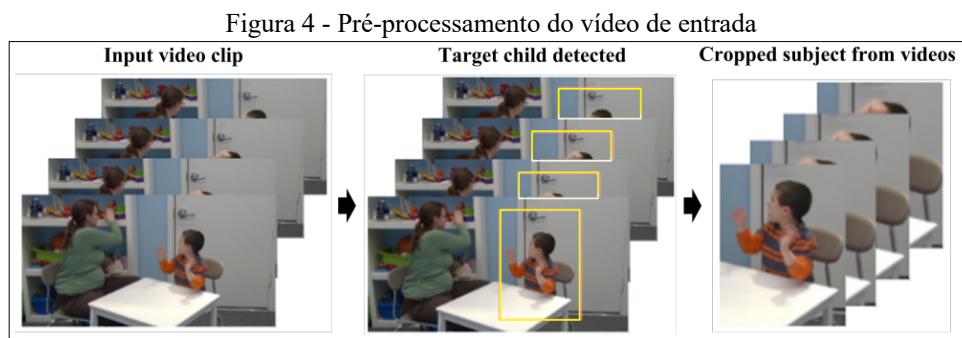 Figura 4 - Pré-processamento do vídeo de entrada
Input video clip
Target child detected
Cropped subject from videos